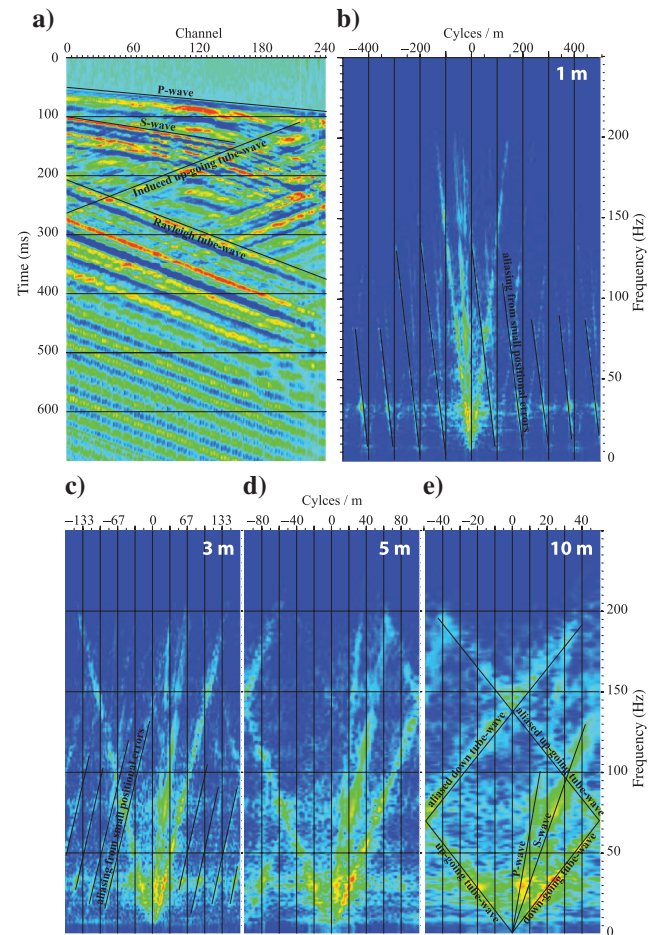 a)
Channel
0 60 120 180 240
0
100
200
300
400
500
600
Time (ms)
P-wave
S-wave
Induced up-going tube-wave
Rayleigh tube-wave
b)
Cylces / m
−400 −200 0 200 400
1 m
aliasing from small positional errors
200
150
100
50
0
Frequency (Hz)
c)
d)
e)
Cylces / m
−133 −67 0 67 133
3 m
aliasing from small positional errors
−80 −40 0 40 80
5 m
−40 −20 0 20 40
10 m
aliased down tube-wave
aliased up-going tube-wave
up-going tube-wave
P-wave
S-wave
down-going tube-wave
200
150
100
50
0
Frequency (Hz)